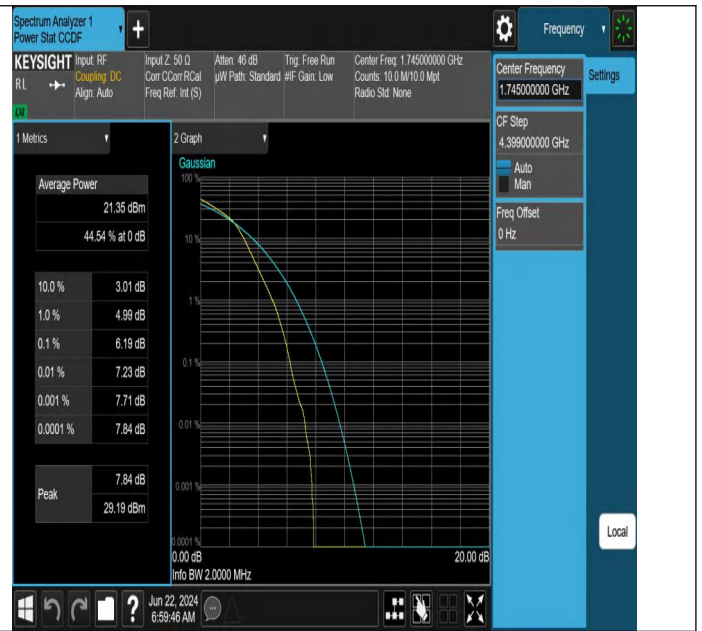 Spectrum Analyzer 1
Power Stat CCDF
+
Frequency
KEYSIGHT
RL
LXI
Input: RF
Coupling: DC
Align: Auto
Input Z: 50 Ω
Corr CCorr RCal
Freq Ref: Int (S)
Atten: 46 dB
µW Path: Standard
Trig: Free Run
#IF Gain: Low
Center Freq: 1.745000000 GHz
Counts: 10.0 M/10.0 Mpt
Radio Std: None
Center Frequency
1.745000000 GHz
Settings
CF Step
4.399000000 GHz
Auto
Man
Freq Offset
0 Hz
1 Metrics
Average Power
21.35 dBm
44.54 % at 0 dB
10.0 % 3.01 dB
1.0 % 4.99 dB
0.1 % 6.19 dB
0.01 % 7.23 dB
0.001 % 7.71 dB
0.0001 % 7.84 dB
Peak
7.84 dB
29.19 dBm
2 Graph
Gaussian
100 %
10 %
1 %
0.1 %
0.01 %
0.001 %
0.0001 %
0.00 dB
20.00 dB
Info BW 2.0000 MHz
Local
?
Jun 22, 2024
6:59:46 AM